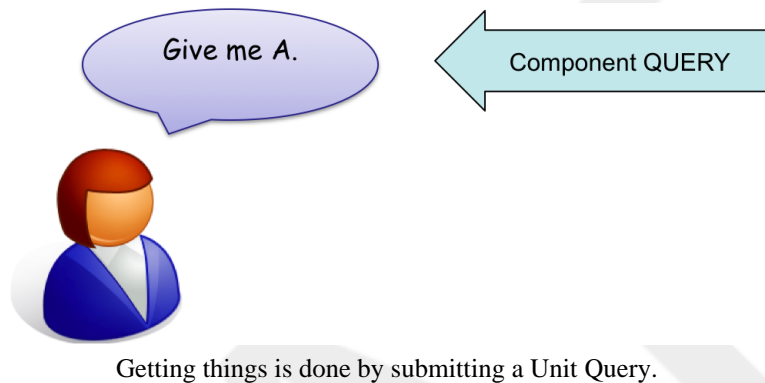 Give me A.
Component QUERY
Getting things is done by submitting a Unit Query.